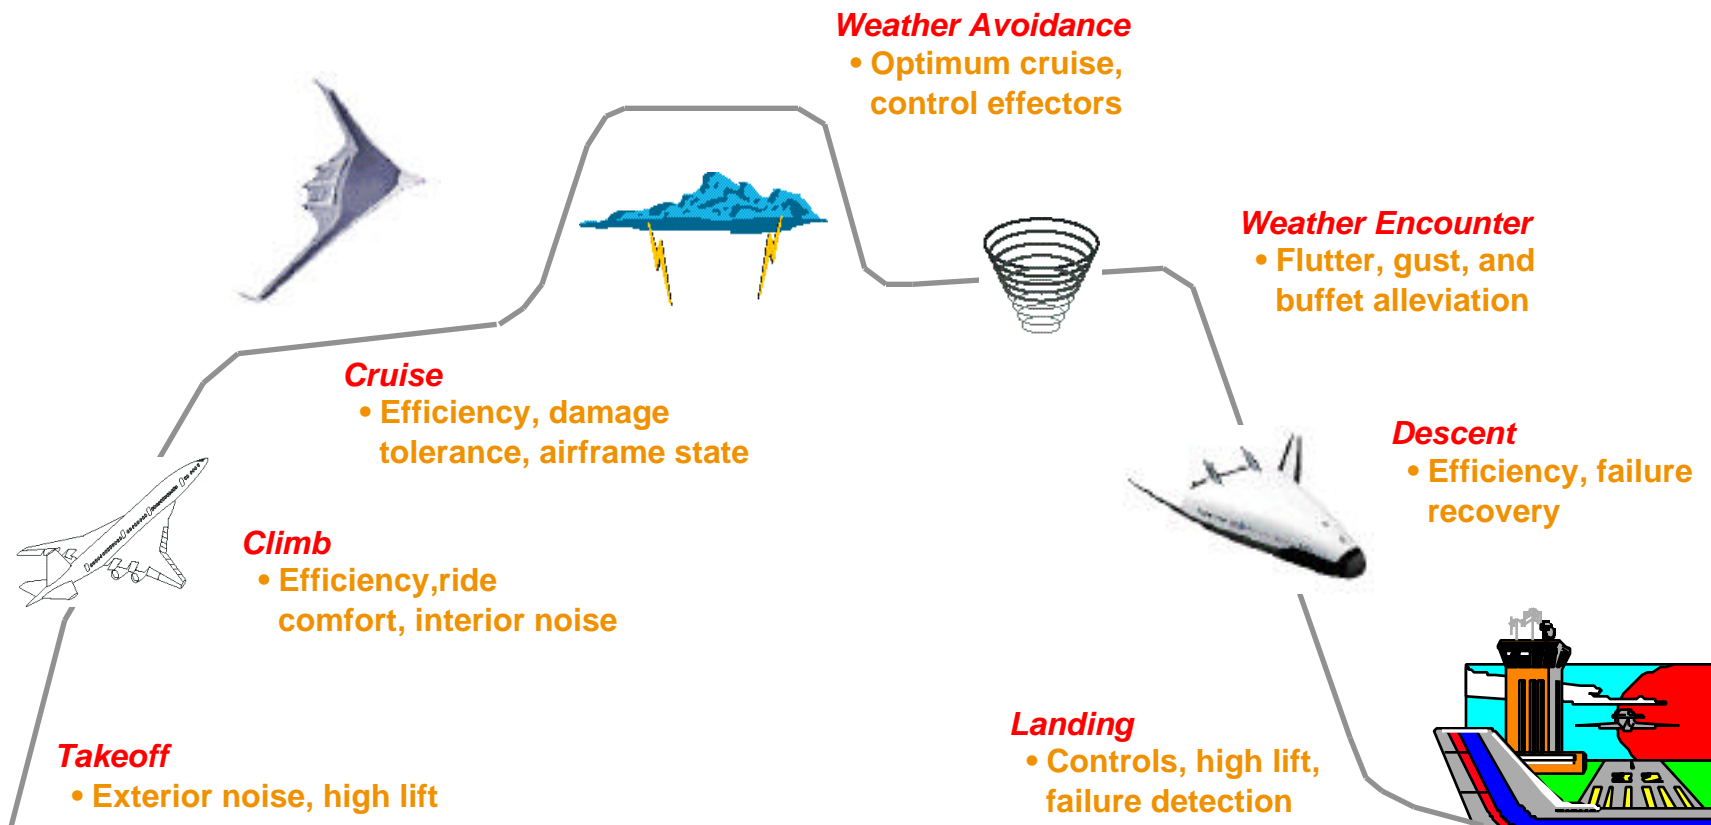 Weather Avoidance
• Optimum cruise,
control effectors
Weather Encounter
• Flutter, gust, and
buffet alleviation
Cruise
• Efficiency, damage
tolerance, airframe state
Descent
• Efficiency, failure
recovery
Climb
• Efficiency,ride
comfort, interior noise
Landing
• Controls, high lift,
failure detection
Takeoff
• Exterior noise, high lift